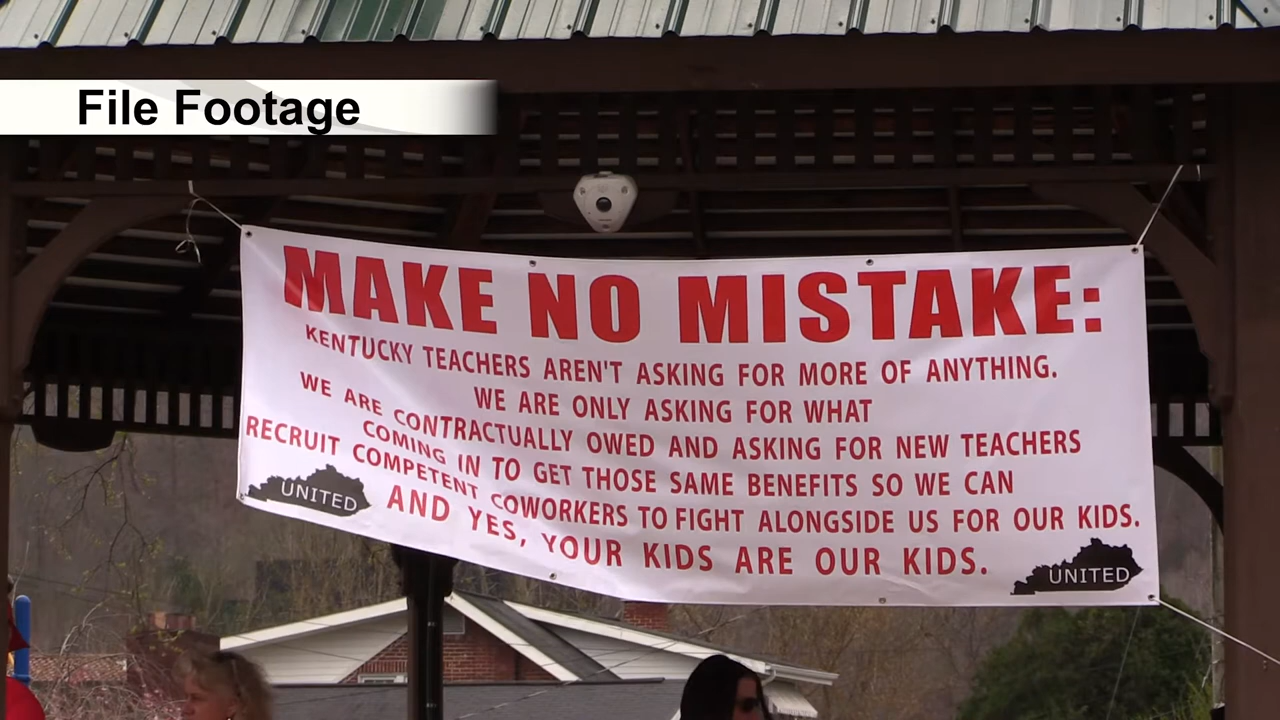 File Footage
MAKE NO MISTAKE:
KENTUCKY TEACHERS AREN'T ASKING FOR MORE OF ANYTHING.
WE ARE ONLY ASKING FOR WHAT
WE ARE CONTRACTUALLY OWED AND ASKING FOR NEW TEACHERS
COMING IN TO GET THOSE SAME BENEFITS SO WE CAN
RECRUIT COMPETENT COWORKERS TO FIGHT ALONGSIDE US FOR OUR KIDS.
AND YES, YOUR KIDS ARE OUR KIDS.
UNITED
UNITED